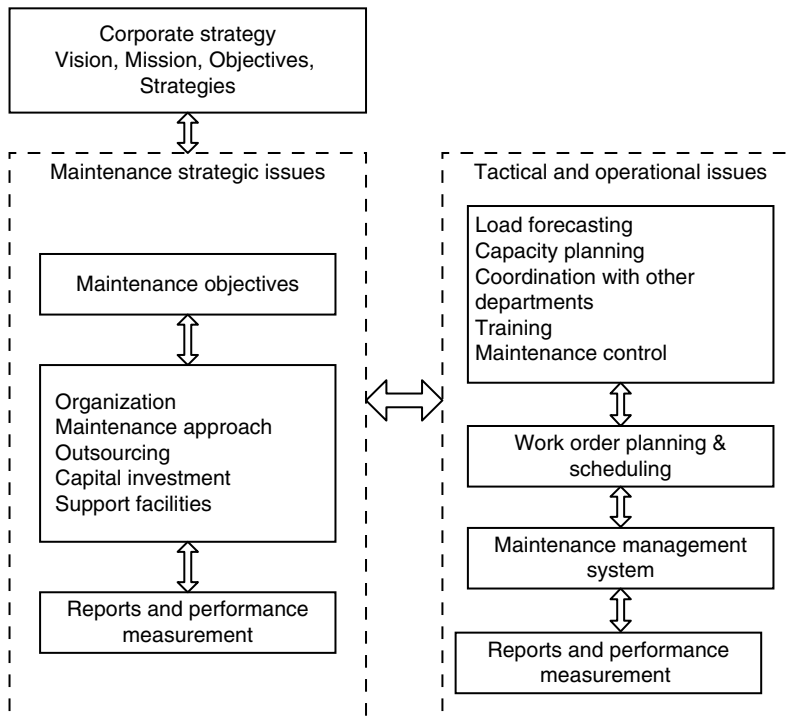 Corporate strategy
Vision, Mission, Objectives,
Strategies
Maintenance strategic issues
Maintenance objectives
Organization
Maintenance approach
Outsourcing
Capital investment
Support facilities
Reports and performance
measurement
Tactical and operational issues
Load forecasting
Capacity planning
Coordination with other
departments
Training
Maintenance control
Work order planning &
scheduling
Maintenance management
system
Reports and performance
measurement